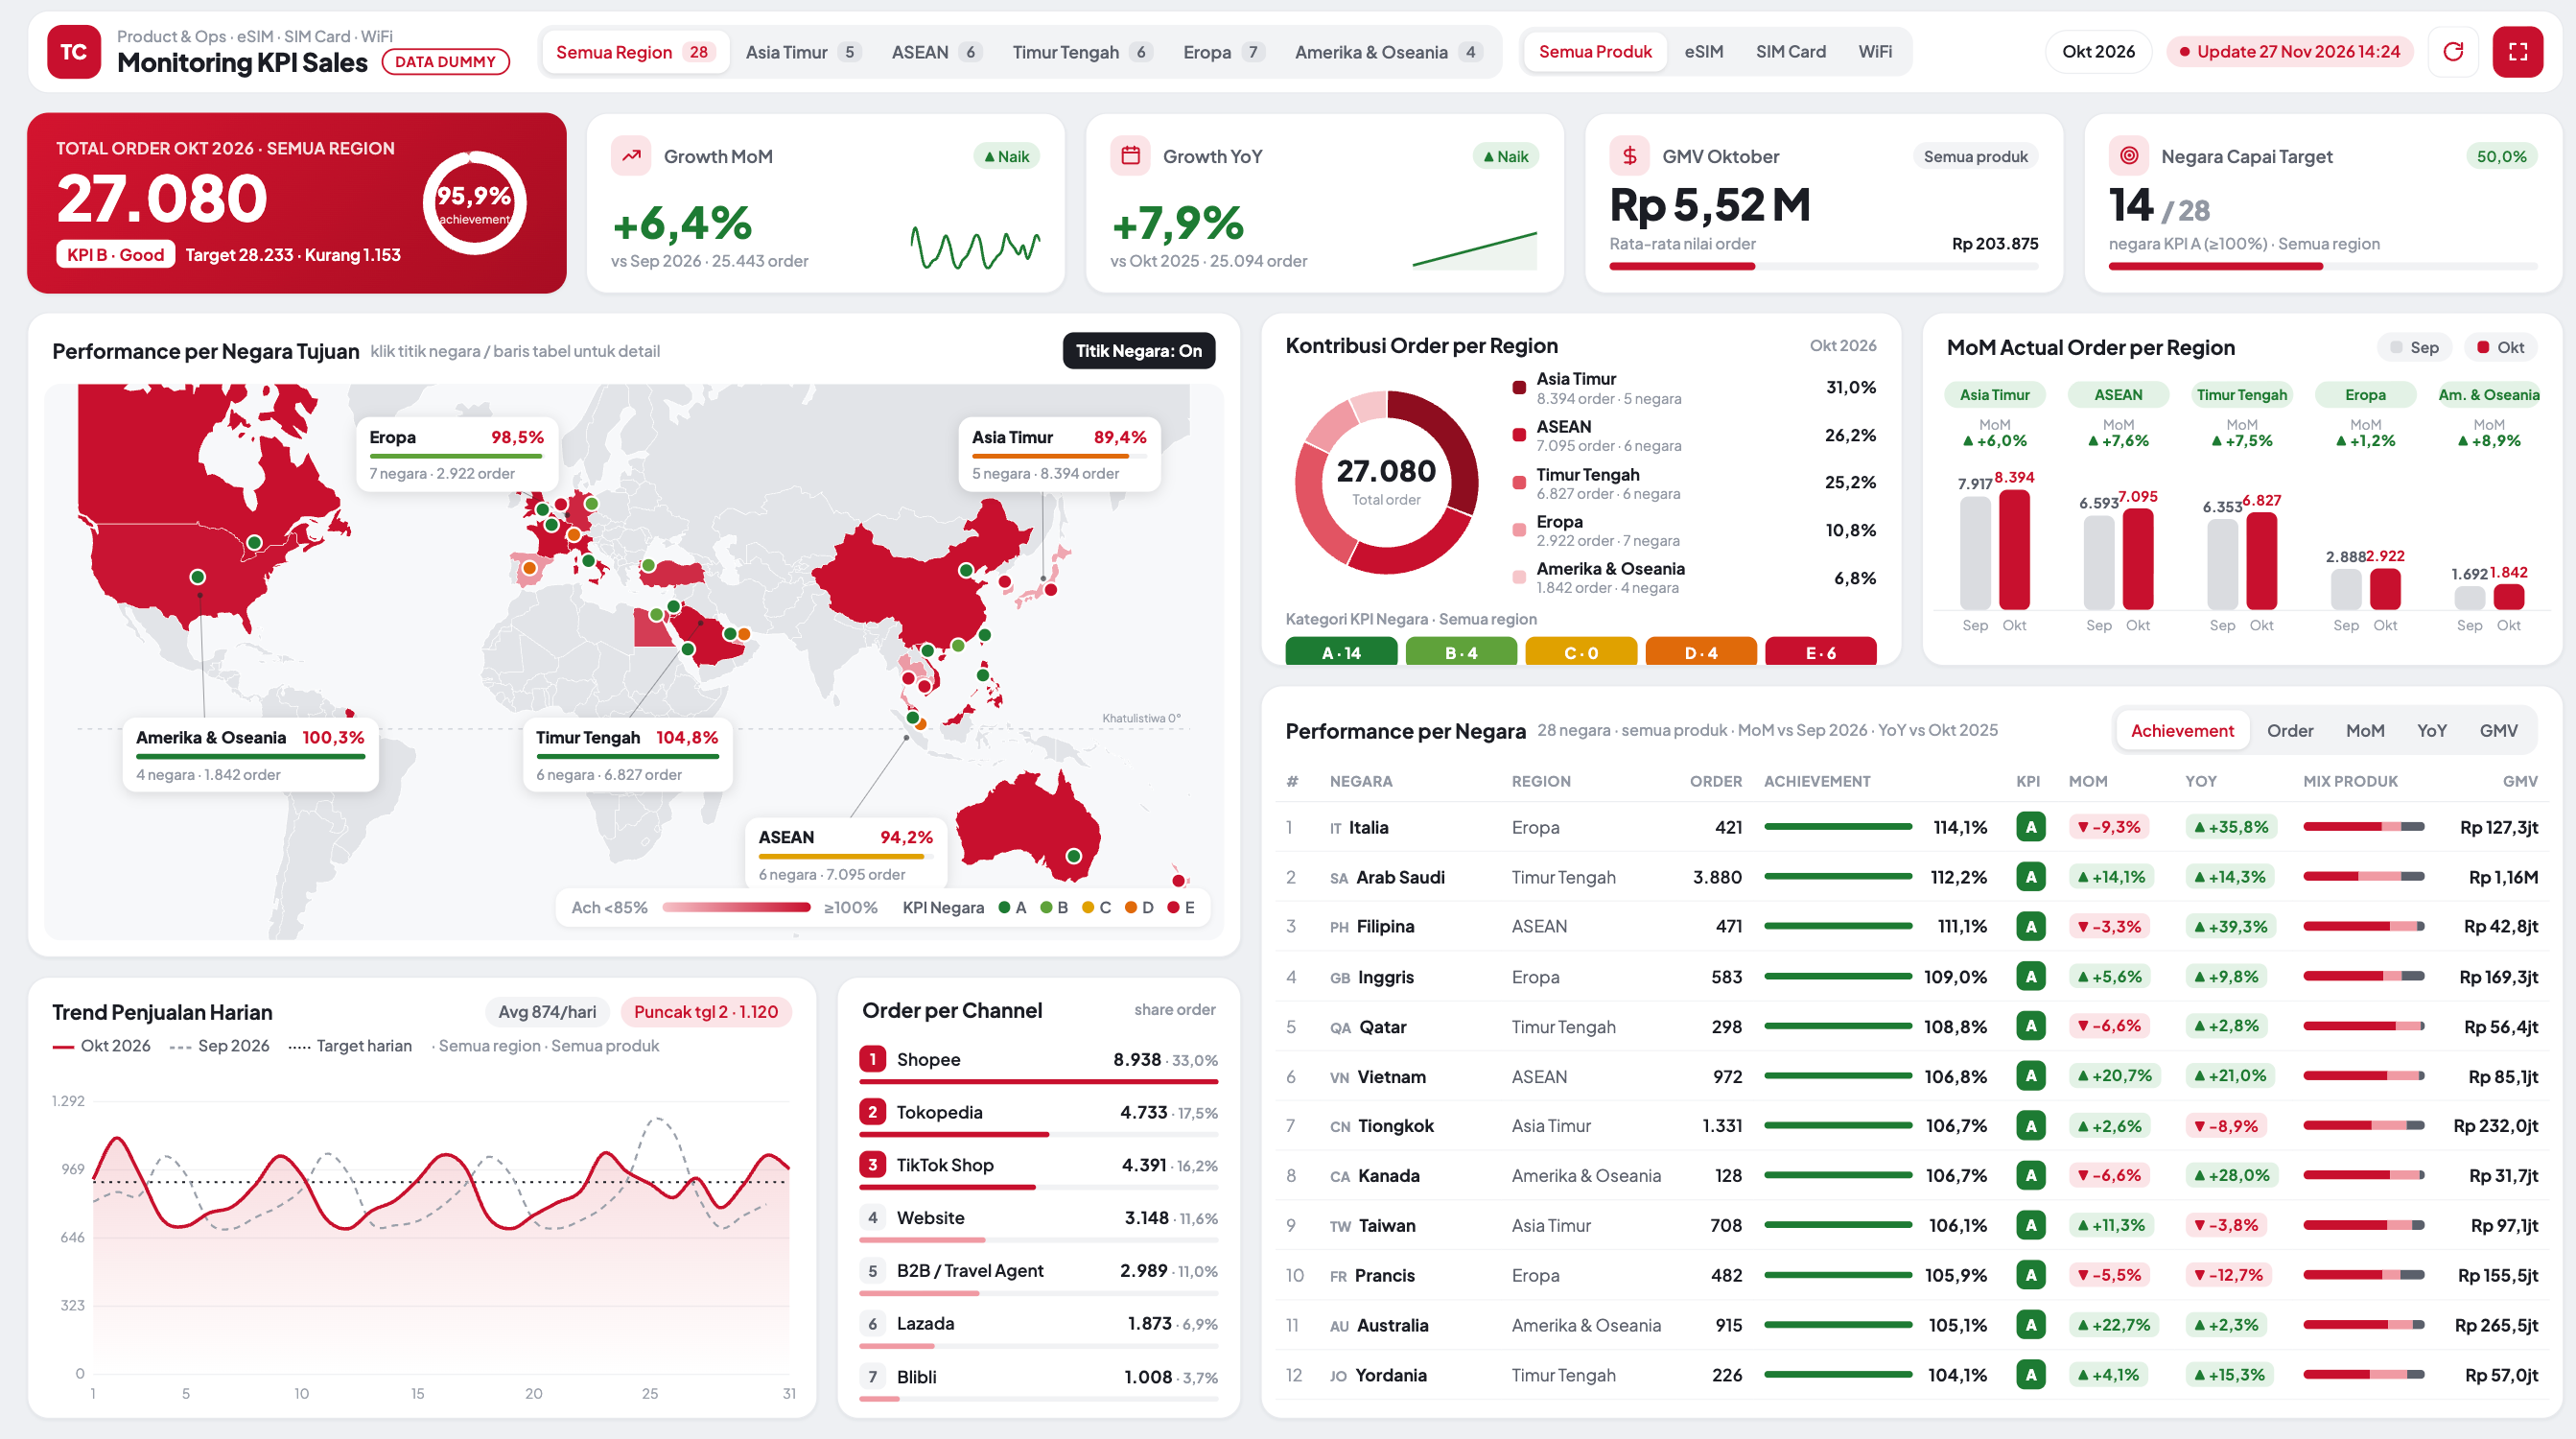 TC
Product & Ops · eSIM · SIM Card · WiFi
Monitoring KPI Sales
DATA DUMMY
Semua Region 28
Asia Timur 5
ASEAN 6
Timur Tengah 6
Eropa 7
Amerika & Oseania 4
Semua Produk
eSIM
SIM Card
WiFi
Okt 2026
Update 27 Nov 2026 14:24
TOTAL ORDER OKT 2026 · SEMUA REGION
27.080
KPI B · Good
Target 28.233 · Kurang 1.153
95,9%
achievement
Growth MoM
▲ Naik
+6,4%
vs Sep 2026 · 25.443 order
Growth YoY
▲ Naik
+7,9%
vs Okt 2025 · 25.094 order
GMV Oktober
Semua produk
Rp 5,52 M
Rata-rata nilai order
Rp 203.875
Negara Capai Target
50,0%
14 / 28
negara KPI A (≥100%) · Semua region
Performance per Negara Tujuan
klik titik negara / baris tabel untuk detail
Titik Negara: On
Eropa 98,5%
7 negara · 2.922 order
Asia Timur 89,4%
5 negara · 8.394 order
Khatulistiwa 0°
Amerika & Oseania 100,3%
4 negara · 1.842 order
Timur Tengah 104,8%
6 negara · 6.827 order
ASEAN 94,2%
6 negara · 7.095 order
Ach <85%
≥100%
KPI Negara A B C D E
Kontribusi Order per Region
Okt 2026
27.080
Total order
Asia Timur
8.394 order · 5 negara
31,0%
ASEAN
7.095 order · 6 negara
26,2%
Timur Tengah
6.827 order · 6 negara
25,2%
Eropa
2.922 order · 7 negara
10,8%
Amerika & Oseania
1.842 order · 4 negara
6,8%
Kategori KPI Negara · Semua region
A · 14
B · 4
C · 0
D · 4
E · 6
MoM Actual Order per Region
Sep
Okt
Asia Timur
MoM
▲ +6,0%
7.917 8.394
Sep Okt
ASEAN
MoM
▲ +7,6%
6.593 7.095
Sep Okt
Timur Tengah
MoM
▲ +7,5%
6.353 6.827
Sep Okt
Eropa
MoM
▲ +1,2%
2.888 2.922
Sep Okt
Am. & Oseania
MoM
▲ +8,9%
1.692 1.842
Sep Okt
Trend Penjualan Harian
Avg 874/hari
Puncak tgl 2 · 1.120
Okt 2026
Sep 2026
Target harian
· Semua region · Semua produk
1.292
969
646
323
0
1 5 10 15 20 25 31
Order per Channel
share order
1 Shopee 8.938 · 33,0%
2 Tokopedia 4.733 · 17,5%
3 TikTok Shop 4.391 · 16,2%
4 Website 3.148 · 11,6%
5 B2B / Travel Agent 2.989 · 11,0%
6 Lazada 1.873 · 6,9%
7 Blibli 1.008 · 3,7%
Performance per Negara
28 negara · semua produk · MoM vs Sep 2026 · YoY vs Okt 2025
Achievement
Order
MoM
YoY
GMV
# NEGARA REGION ORDER ACHIEVEMENT KPI MOM YOY MIX PRODUK GMV
1 IT Italia Eropa 421 114,1% A ▼ -9,3% ▲ +35,8% Rp 127,3jt
2 SA Arab Saudi Timur Tengah 3.880 112,2% A ▲ +14,1% ▲ +14,3% Rp 1,16M
3 PH Filipina ASEAN 471 111,1% A ▼ -3,3% ▲ +39,3% Rp 42,8jt
4 GB Inggris Eropa 583 109,0% A ▲ +5,6% ▲ +9,8% Rp 169,3jt
5 QA Qatar Timur Tengah 298 108,8% A ▼ -6,6% ▲ +2,8% Rp 56,4jt
6 VN Vietnam ASEAN 972 106,8% A ▲ +20,7% ▲ +21,0% Rp 85,1jt
7 CN Tiongkok Asia Timur 1.331 106,7% A ▲ +2,6% ▼ -8,9% Rp 232,0jt
8 CA Kanada Amerika & Oseania 128 106,7% A ▼ -6,6% ▲ +28,0% Rp 31,7jt
9 TW Taiwan Asia Timur 708 106,1% A ▲ +11,3% ▼ -3,8% Rp 97,1jt
10 FR Prancis Eropa 482 105,9% A ▼ -5,5% ▼ -12,7% Rp 155,5jt
11 AU Australia Amerika & Oseania 915 105,1% A ▲ +22,7% ▲ +2,3% Rp 265,5jt
12 JO Yordania Timur Tengah 226 104,1% A ▲ +4,1% ▲ +15,3% Rp 57,0jt